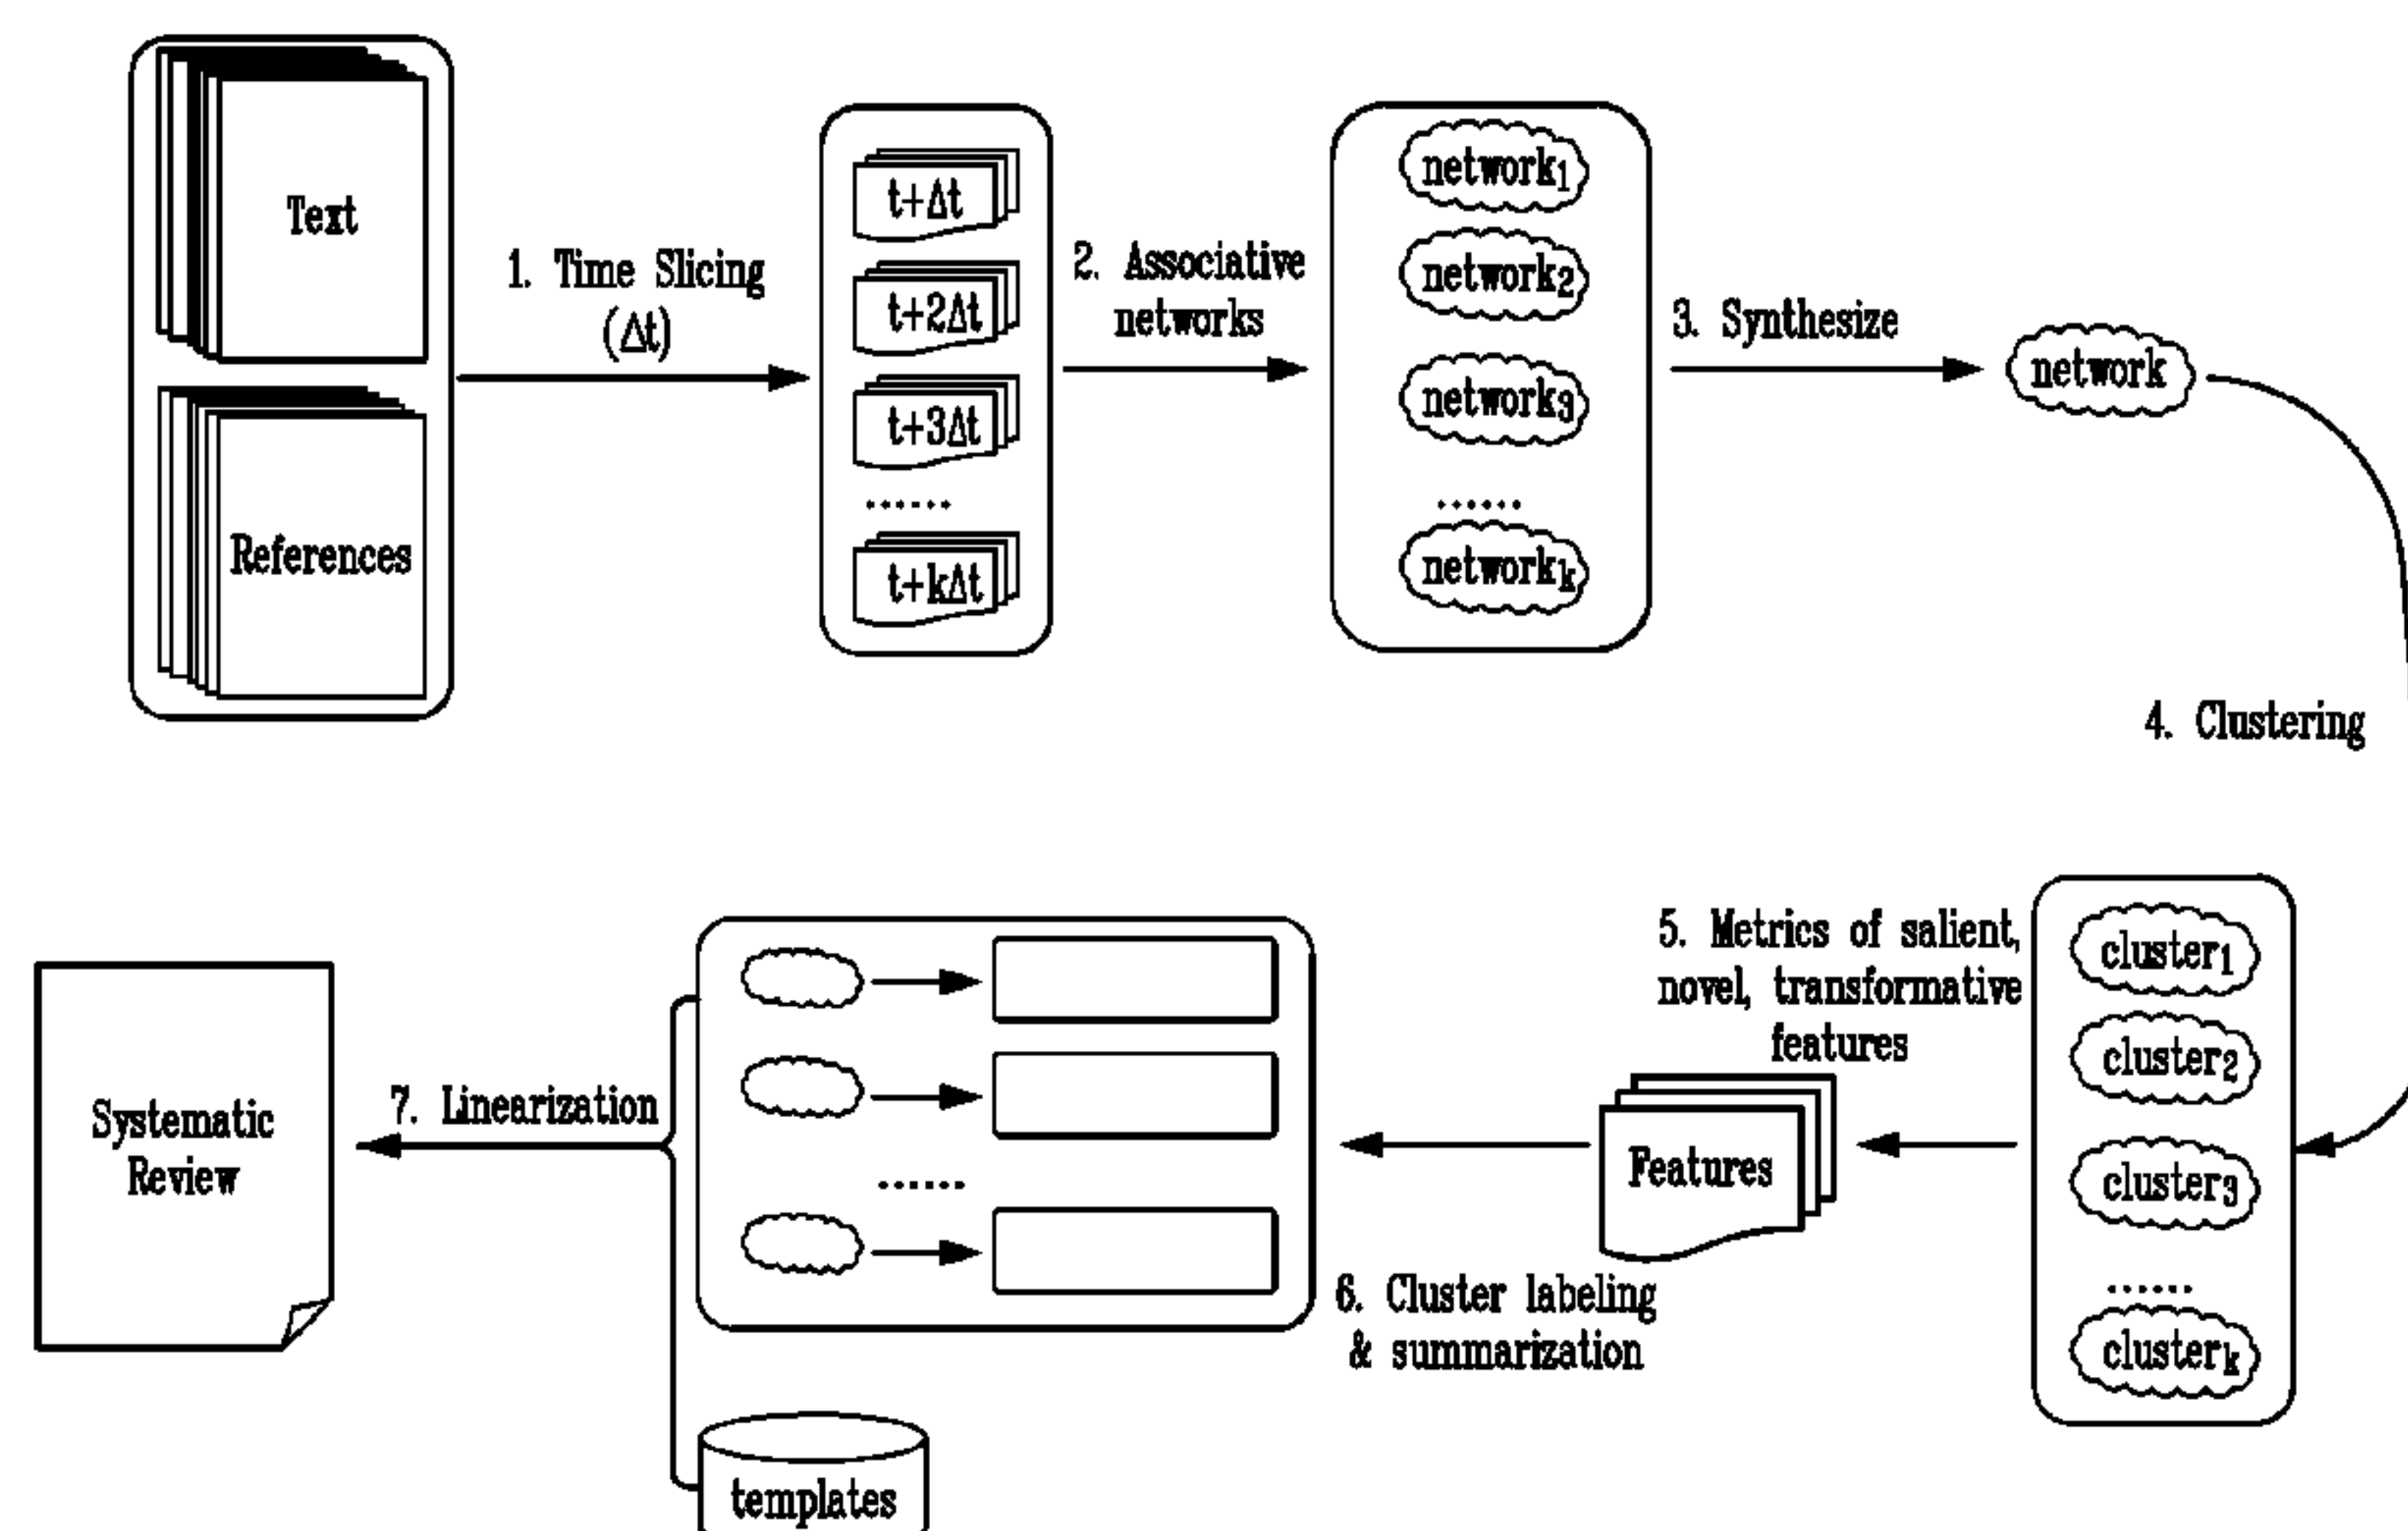 Text
References
1. Time Slicing
(Δt)
t+Δt
t+2Δt
t+3Δt
······
t+kΔt
2. Associative
networks
network1
network2
network3
······
networkk
3. Synthesize
network
4. Clustering
cluster1
cluster2
cluster3
······
clusterk
5. Metrics of salient,
novel, transformative
features
Features
6. Cluster labeling
& summarization
······
templates
7. Linearization
Systematic
Review